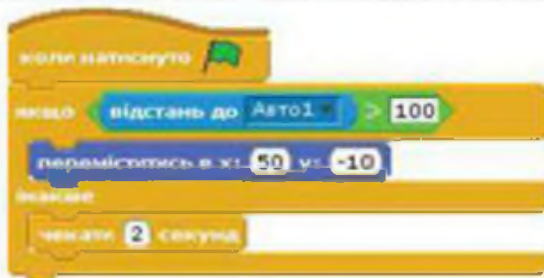 коли натиснуто
якщо відстань до Авто1 > 100
переміститись в x: 50 y: -10
інакше
чекати 2 секунд